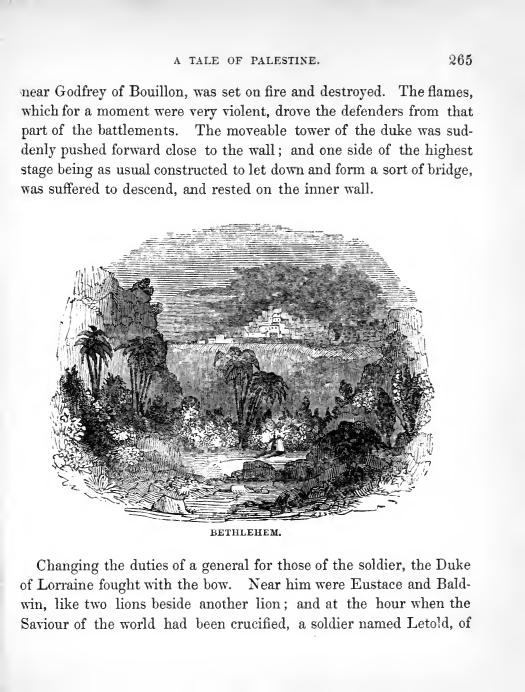 A TALE OF PALESTINE. 265
near Godfrey of Bouillon, was set on fire and destroyed. The flames,
which for a moment were very violent, drove the defenders from that
part of the battlements. The moveable tower of the duke was sud-
denly pushed forward close to the wall; and one side of the highest
stage being as usual constructed to let down and form a sort of bridge,
was suffered to descend, and rested on the inner wall.
BETHLEHEM.
Changing the duties of a general for those of the soldier, the Duke
of Lorraine fought with the bow. Near him were Eustace and Bald-
win, like two lions beside another lion; and at the hour when the
Saviour of the world had been crucified, a soldier named Letold, of